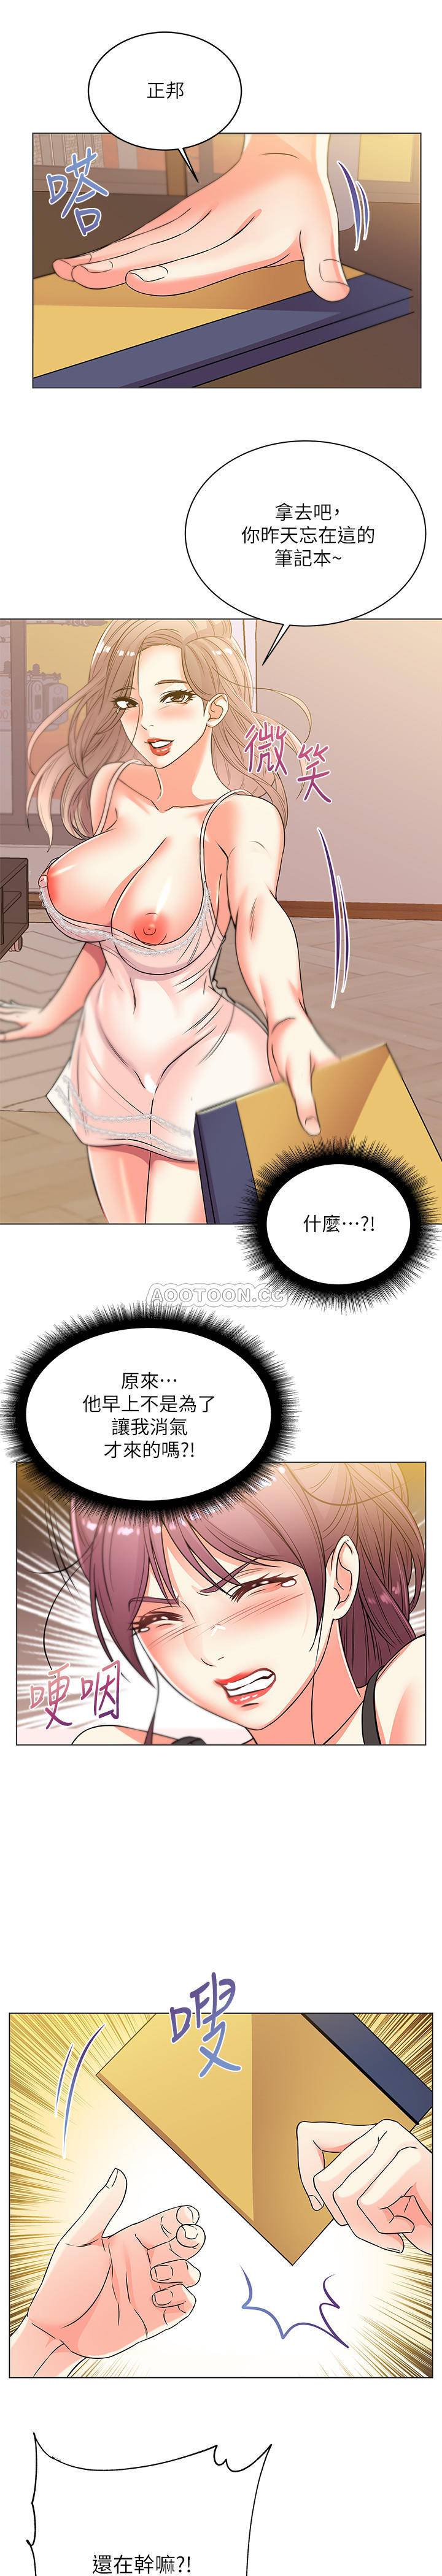 正邦
嗒
拿去吧,
你昨天忘在這的
筆記本~
微笑
什麼…?!
AOOTOON.CC
原來…
他早上不是為了
讓我消氣
才來的嗎?!
哽咽
嗖
還在幹嘛?!